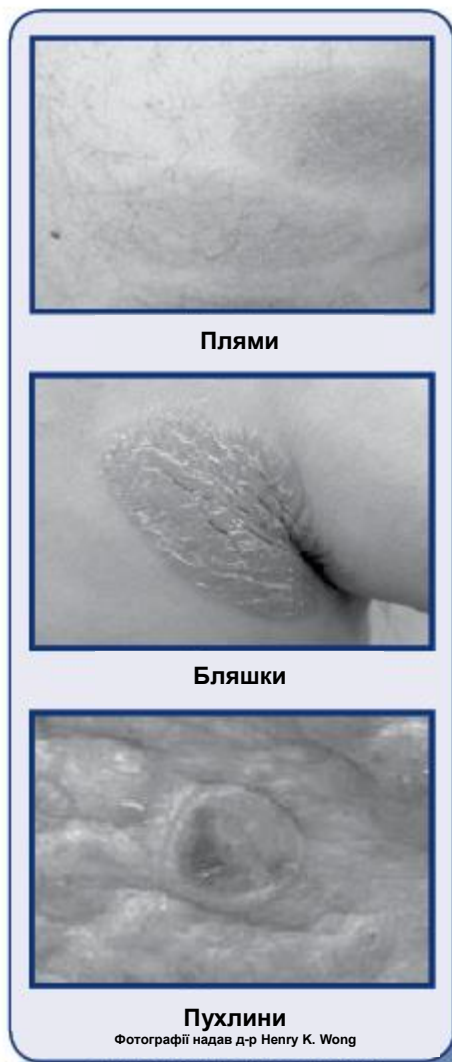 Плями
Бляшки
Пухлини
Фотографії надав д-р Henry K. Wong